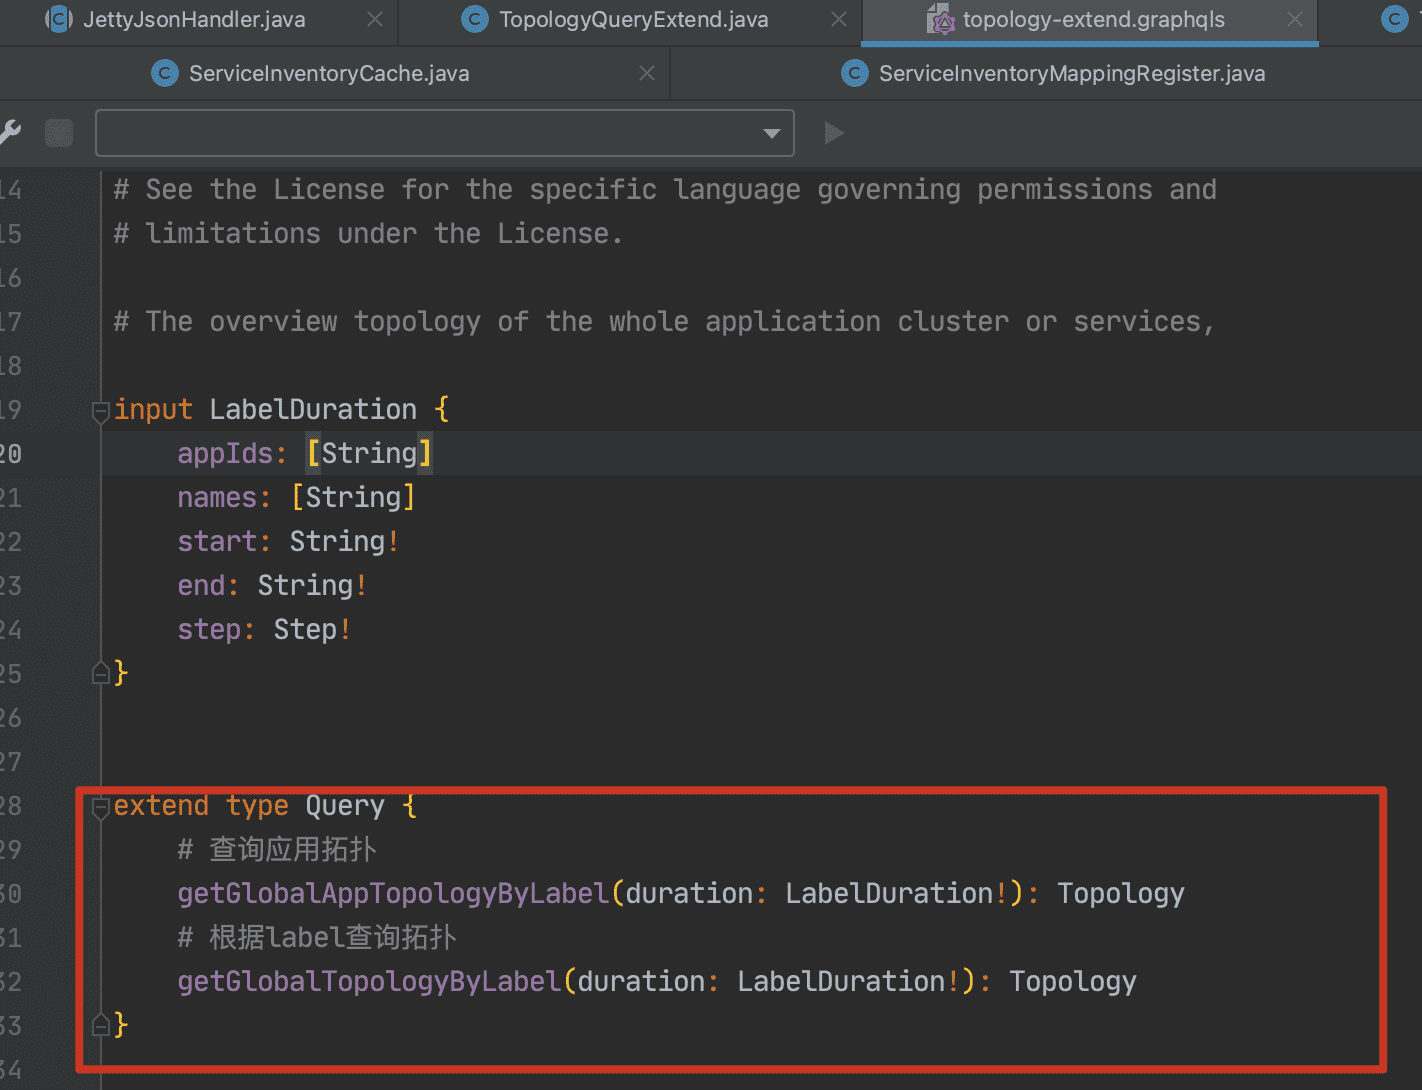 JettyJsonHandler.java
TopologyQueryExtend.java
topology-extend.graphqls
ServiceInventoryCache.java
ServiceInventoryMappingRegister.java
14 # See the License for the specific language governing permissions and
15 # limitations under the License.
16
17 # The overview topology of the whole application cluster or services,
18
19 input LabelDuration {
20 appIds: [String]
21 names: [String]
22 start: String!
23 end: String!
24 step: Step!
25 }
26
27
28 extend type Query {
29 # 查询应用拓扑
30 getGlobalAppTopologyByLabel(duration: LabelDuration!): Topology
31 # 根据label查询拓扑
32 getGlobalTopologyByLabel(duration: LabelDuration!): Topology
33 }
34